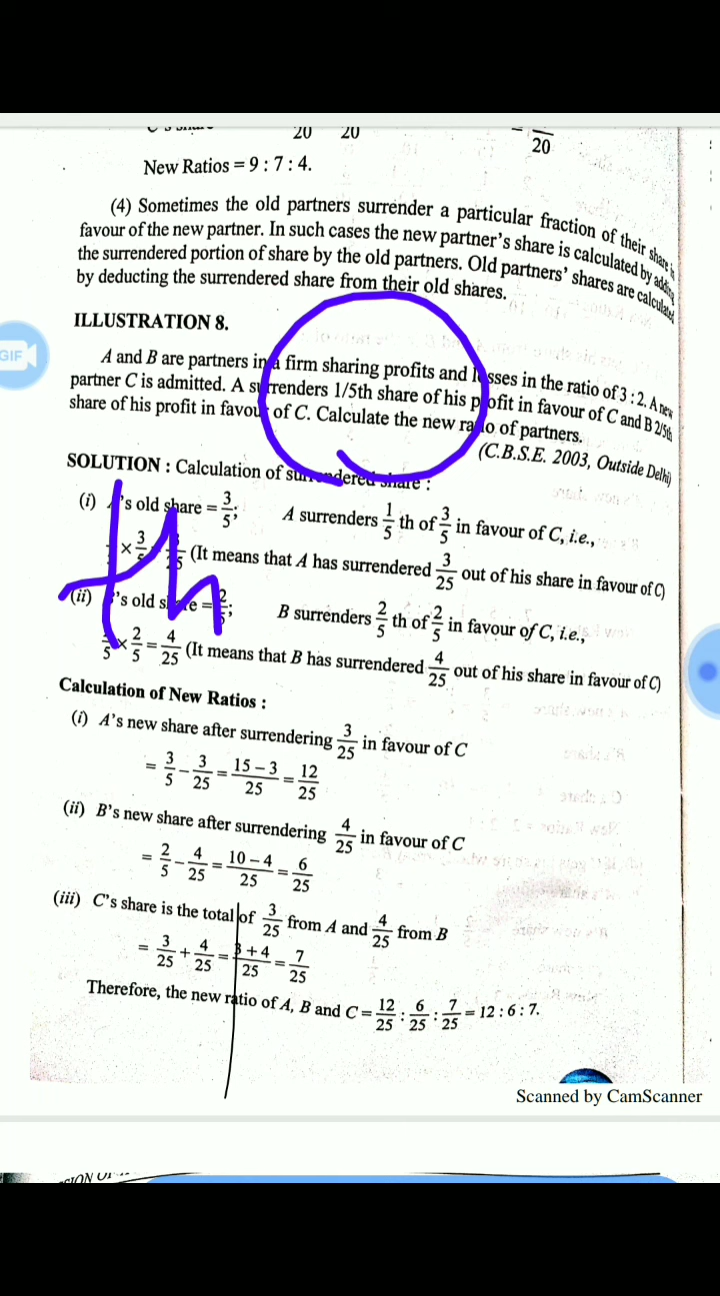 20 20
20
New Ratios = 9 : 7 : 4.
(4) Sometimes the old partners surrender a particular fraction of their share in
favour of the new partner. In such cases the new partner's share is calculated by adding
the surrendered portion of share by the old partners. Old partners' shares are calculated
by deducting the surrendered share from their old shares.
ILLUSTRATION 8.
GIF
A and B are partners in a firm sharing profits and losses in the ratio of 3 : 2. A new
partner C is admitted. A surrenders 1/5th share of his profit in favour of C and B 2/5th
share of his profit in favour of C. Calculate the new ratio of partners.
(C.B.S.E. 2003, Outside Delhi)
SOLUTION : Calculation of surrendered share :
(i) 's old share = 3/5; A surrenders 1/5 th of 3/5 in favour of C, i.e.,
× 3/5 (It means that A has surrendered 3/25 out of his share in favour of C)
th
(ii) 's old share = 2/5; B surrenders 2/5 th of 2/5 in favour of C, i.e.,
2/5 × 2/5 = 4/25 (It means that B has surrendered 4/25 out of his share in favour of C)
Calculation of New Ratios :
(i) A's new share after surrendering 3/25 in favour of C
= 3/5 − 3/25 = 15 − 3/25 = 12/25
(ii) B's new share after surrendering 4/25 in favour of C
= 2/5 − 4/25 = 10 − 4/25 = 6/25
(iii) C's share is the total of 3/25 from A and 4/25 from B
= 3/25 + 4/25 = 3 + 4/25 = 7/25
Therefore, the new ratio of A, B and C = 12/25 : 6/25 : 7/25 = 12 : 6 : 7.
Scanned by CamScanner